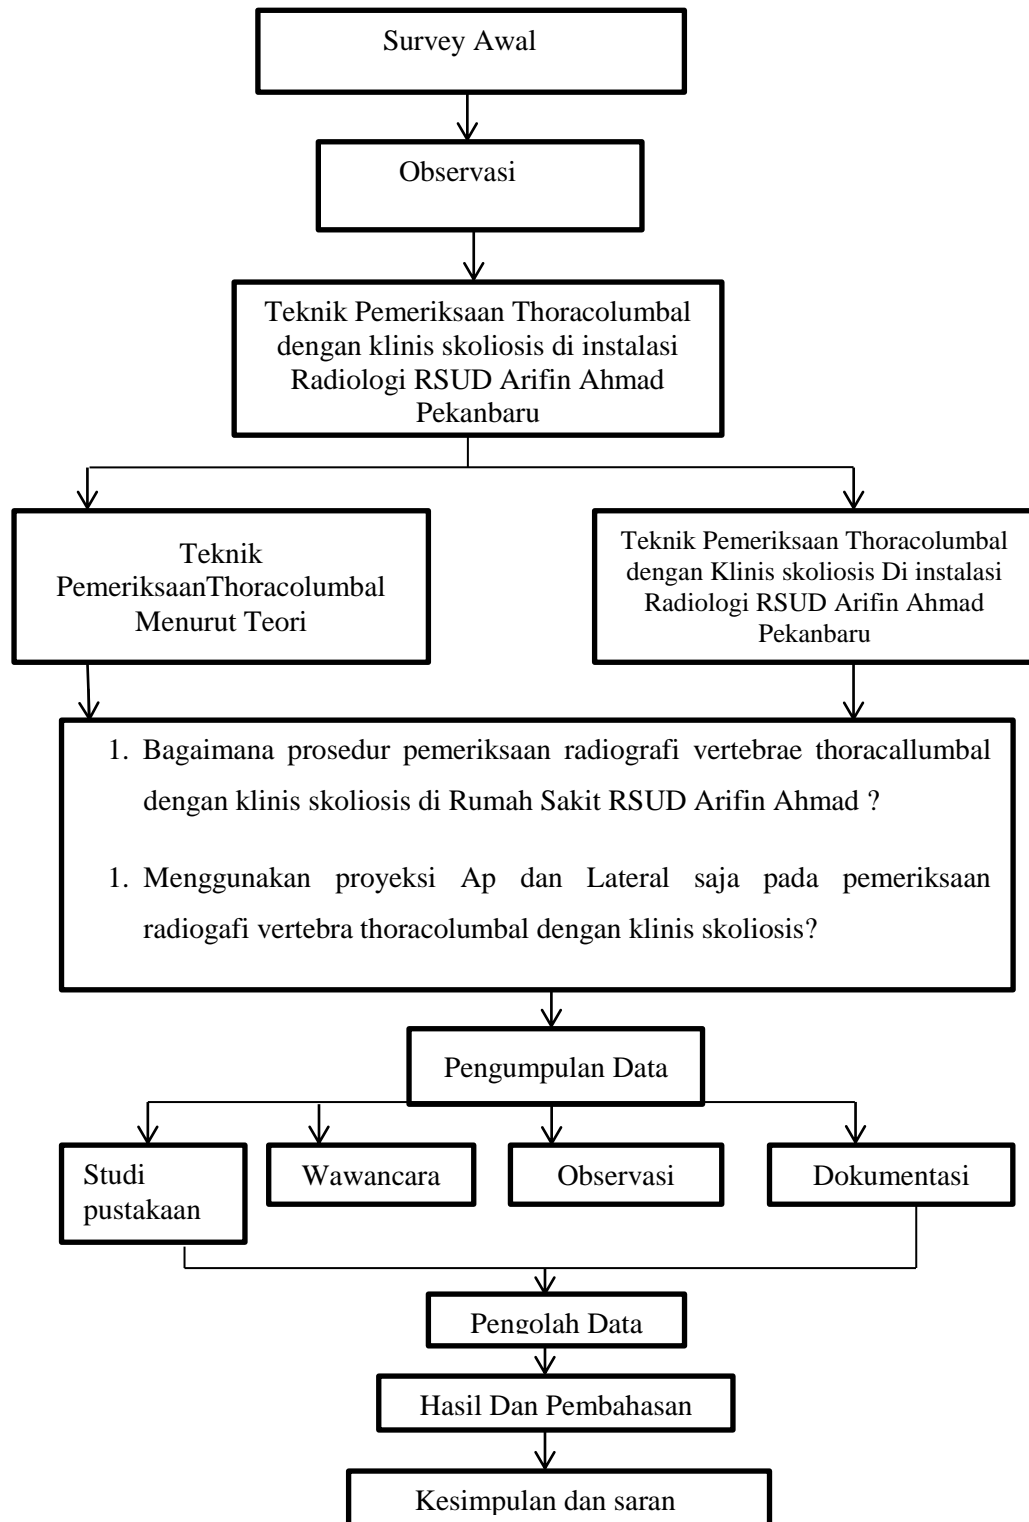 Survey Awal
Observasi
Teknik Pemeriksaan Thoracolumbal
dengan klinis skoliosis di instalasi
Radiologi RSUD Arifin Ahmad
Pekanbaru
Teknik
PemeriksaanThoracolumbal
Menurut Teori
Teknik Pemeriksaan Thoracolumbal
dengan Klinis skoliosis Di instalasi
Radiologi RSUD Arifin Ahmad
Pekanbaru
1. Bagaimana prosedur pemeriksaan radiografi vertebrae thoracallumbal
dengan klinis skoliosis di Rumah Sakit RSUD Arifin Ahmad ?
1. Menggunakan proyeksi Ap dan Lateral saja pada pemeriksaan
radiogafi vertebra thoracolumbal dengan klinis skoliosis?
Pengumpulan Data
Studi
pustakaan
Wawancara
Observasi
Dokumentasi
Pengolah Data
Hasil Dan Pembahasan
Kesimpulan dan saran